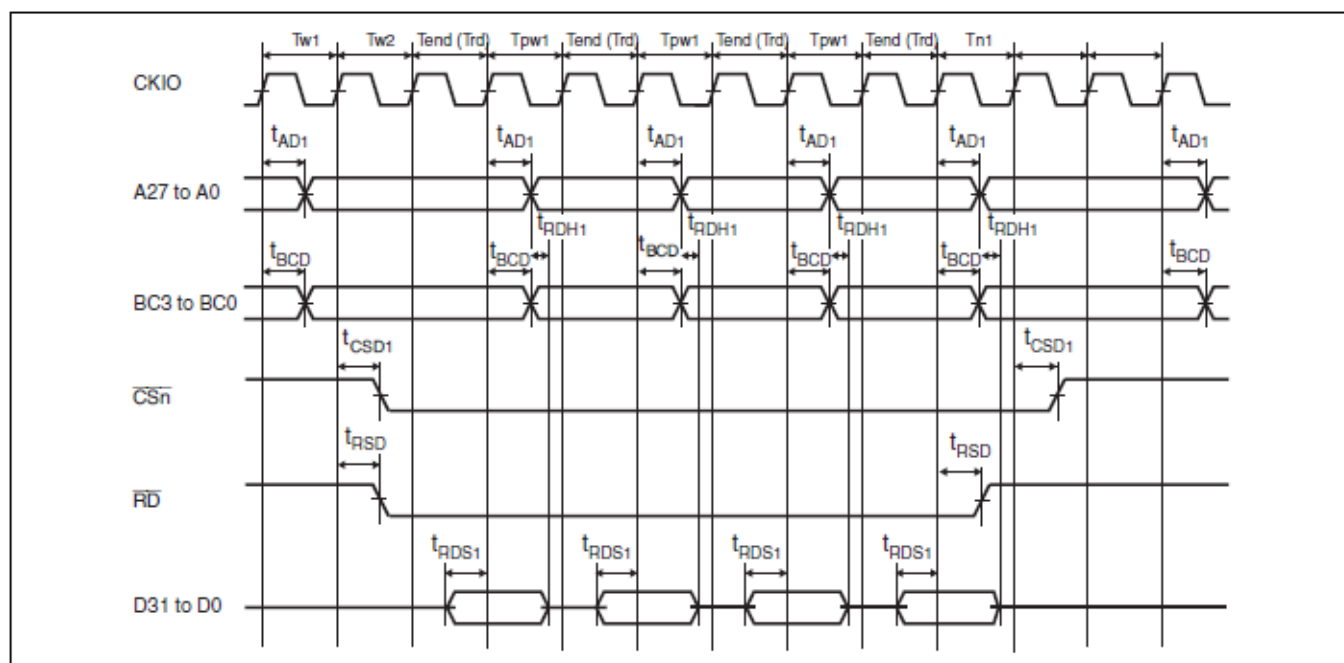 Tw1 Tw2 Tend (Trd) Tpw1 Tend (Trd) Tpw1 Tend (Trd) Tpw1 Tend (Trd) Tn1
CKIO
tAD1 tAD1 tAD1 tAD1 tAD1 tAD1
A27 to A0
tRDH1 tRDH1 tRDH1 tRDH1
tBCD tBCD tBCD tBCD tBCD tBCD
BC3 to BC0
tCSD1 tCSD1
CSn
tRSD tRSD
RD
tRDS1 tRDS1 tRDS1 tRDS1
D31 to D0